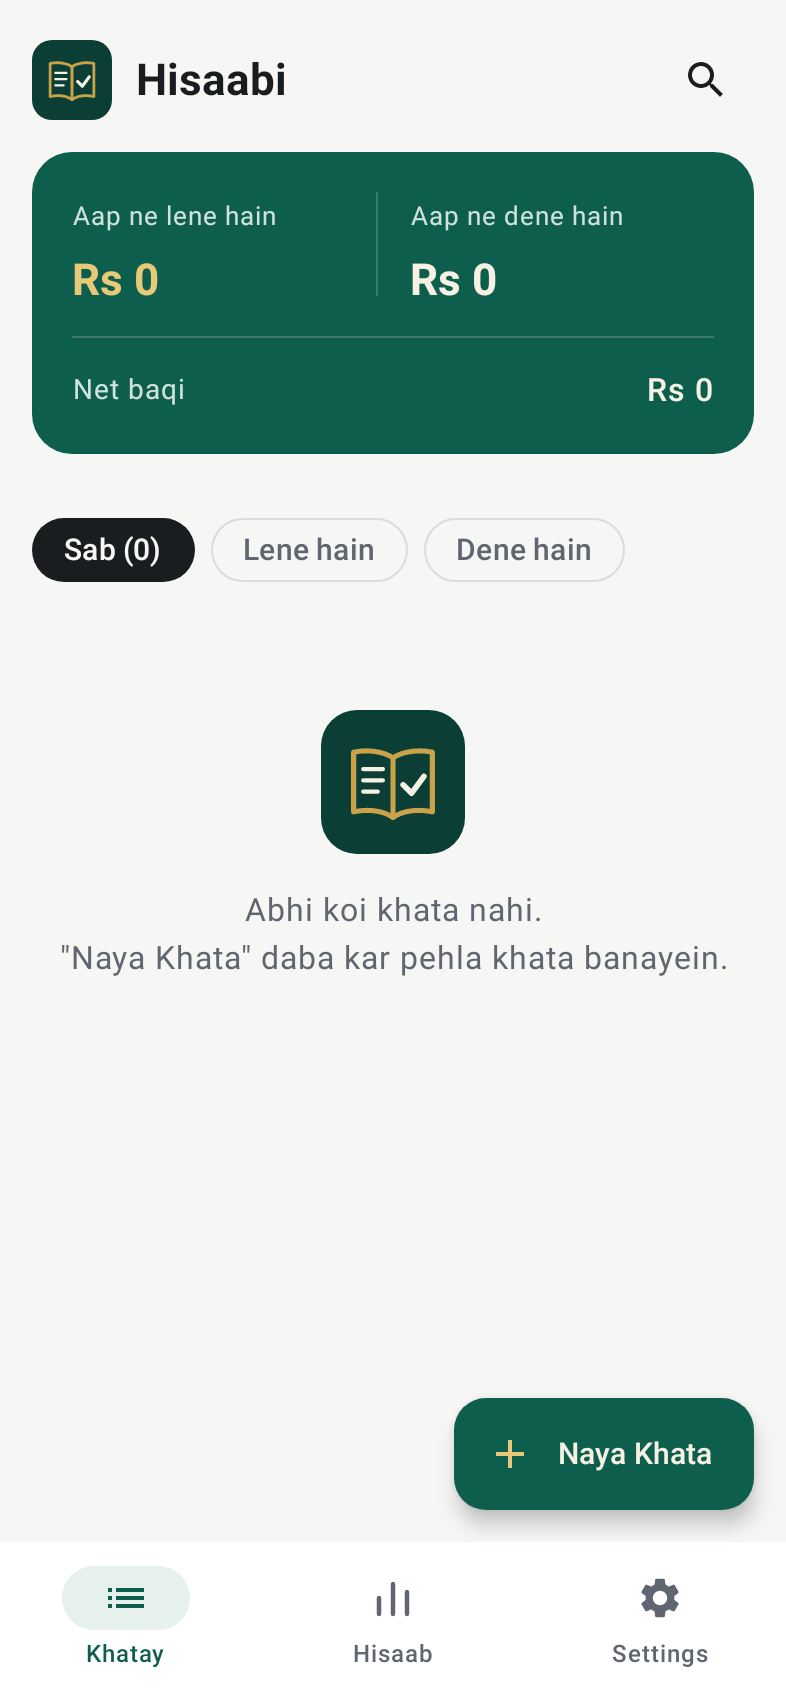 Hisaabi
Aap ne lene hain
Aap ne dene hain
Rs 0
Rs 0
Net baqi
Rs 0
Sab (0)
Lene hain
Dene hain
Abhi koi khata nahi.
"Naya Khata" daba kar pehla khata banayein.
Naya Khata
Khatay
Hisaab
Settings